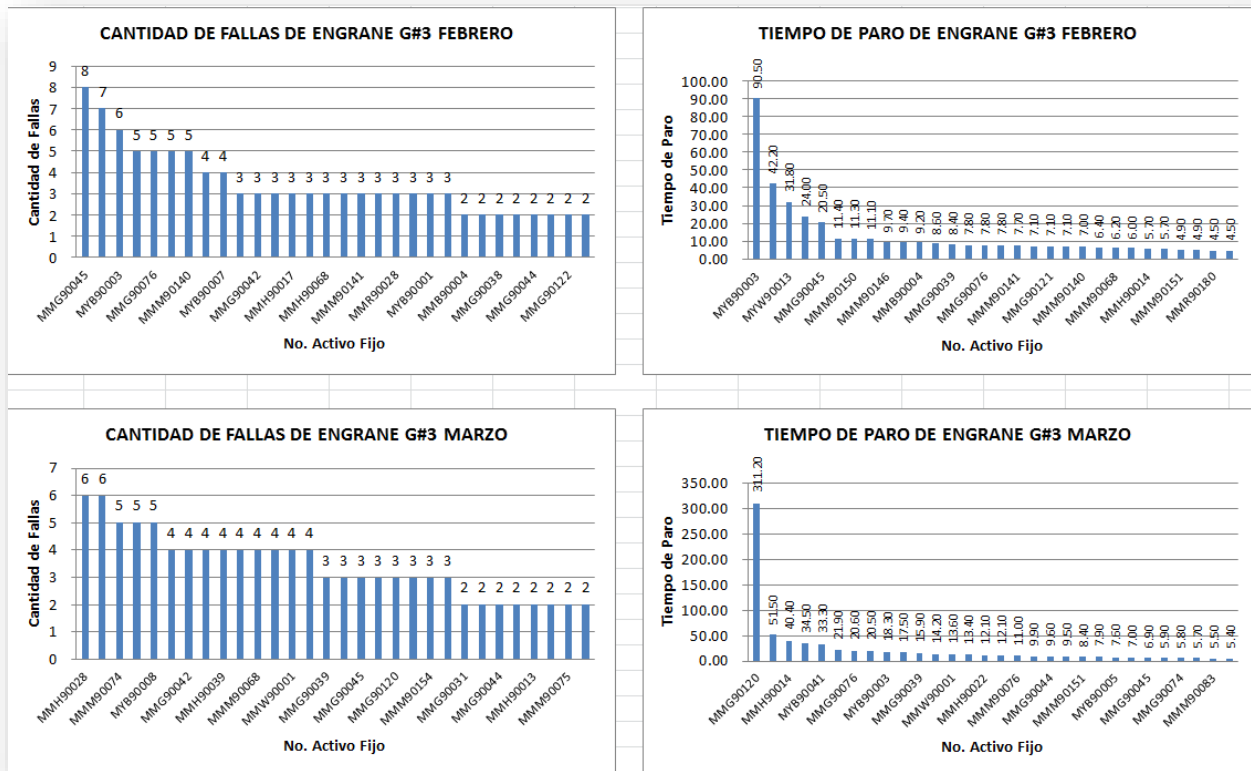 CANTIDAD DE FALLAS DE ENGRANE G#3 FEBRERO
Cantidad de Fallas
9
8
7
6
5
4
3
2
1
0
8 7 6 5 5 5 5 4 4 3 3 3 3 3 3 3 3 3 3 3 3 3 2 2 2 2 2 2 2 2
MMG90045 MYB90003 MMG90076 MMM90140 MYB90007 MMG90042 MMH90017 MMH90068 MMM90141 MMR90028 MYB90001 MMB90004 MMG90038 MMG90044 MMG90122
No. Activo Fijo
TIEMPO DE PARO DE ENGRANE G#3 FEBRERO
Tiempo de Paro
100.00
90.00
80.00
70.00
60.00
50.00
40.00
30.00
20.00
10.00
0.00
90.50 42.20 31.80 24.00 20.50 11.40 11.30 11.10 9.70 9.40 9.20 8.60 8.40 7.80 7.80 7.80 7.70 7.10 7.10 7.10 7.00 6.40 6.20 6.00 5.70 5.70 4.90 4.90 4.50 4.50
MYB90003 MYW90013 MMG90045 MMM90150 MMM90146 MMB90004 MMG90039 MMG90076 MMM90141 MMG90121 MMM90140 MMM90068 MMH90014 MMM90151 MMR90180
No. Activo Fijo
CANTIDAD DE FALLAS DE ENGRANE G#3 MARZO
Cantidad de Fallas
7
6
5
4
3
2
1
0
6 6 5 5 5 4 4 4 4 4 4 4 4 4 3 3 3 3 3 3 3 3 2 2 2 2 2 2 2 2
MMH90028 MMM90074 MYB90008 MMG90042 MMH90039 MMM90068 MMW90001 MMG90039 MMG90045 MMG90120 MMM90154 MMG90031 MMG90044 MMH90013 MMM90075
No. Activo Fijo
TIEMPO DE PARO DE ENGRANE G#3 MARZO
Tiempo de Paro
350.00
300.00
250.00
200.00
150.00
100.00
50.00
0.00
311.20 51.50 40.40 34.50 33.30 21.90 20.60 20.50 18.30 17.50 15.90 14.20 13.60 13.40 12.10 12.10 11.00 9.90 9.60 9.50 8.40 7.90 7.60 7.00 6.90 5.90 5.80 5.70 5.50 5.40
MMG90120 MMH90014 MYB90041 MMG90076 MYB90003 MMG90039 MMW90001 MMH90022 MMM90076 MMG90044 MMM90151 MYB90005 MMG90045 MMG90074 MMM90083
No. Activo Fijo